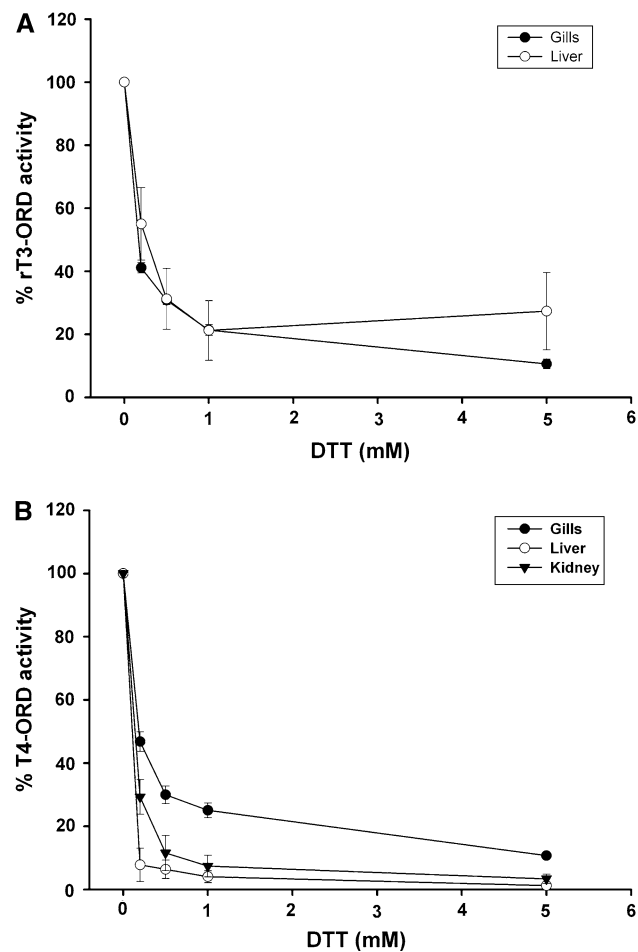 A
120
100
80
60
40
20
0
% rT3-ORD activity
Gills
Liver
0 1 2 3 4 5 6
DTT (mM)
B
120
100
80
60
40
20
0
% T4-ORD activity
Gills
Liver
Kidney
0 1 2 3 4 5 6
DTT (mM)